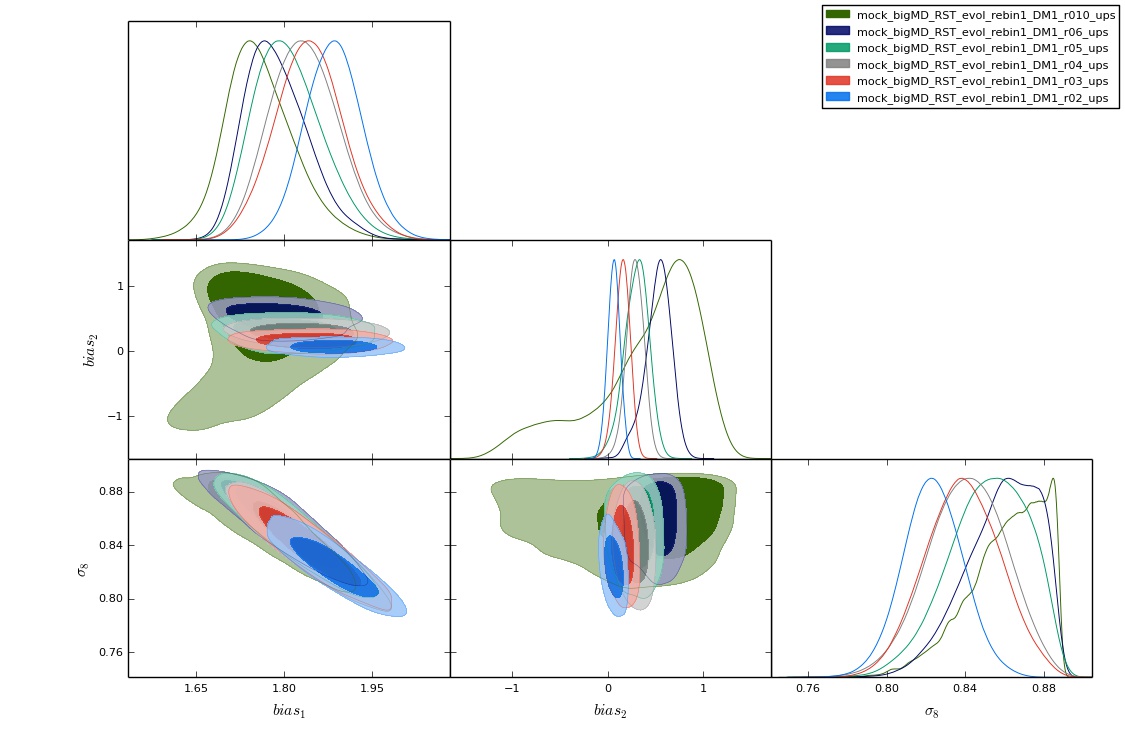 mock_bigMD_RST_evol_rebin1_DM1_r010_ups
mock_bigMD_RST_evol_rebin1_DM1_r06_ups
mock_bigMD_RST_evol_rebin1_DM1_r05_ups
mock_bigMD_RST_evol_rebin1_DM1_r04_ups
mock_bigMD_RST_evol_rebin1_DM1_r03_ups
mock_bigMD_RST_evol_rebin1_DM1_r02_ups
1
0
−1
bias₂
0.88
0.84
0.80
0.76
σ₈
1.65 1.80 1.95
bias₁
−1 0 1
bias₂
0.76 0.80 0.84 0.88
σ₈